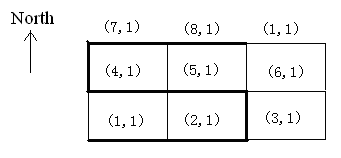 North
(7,1) (8,1) (1,1)
(4,1) (5,1) (6,1)
(1,1) (2,1) (3,1)